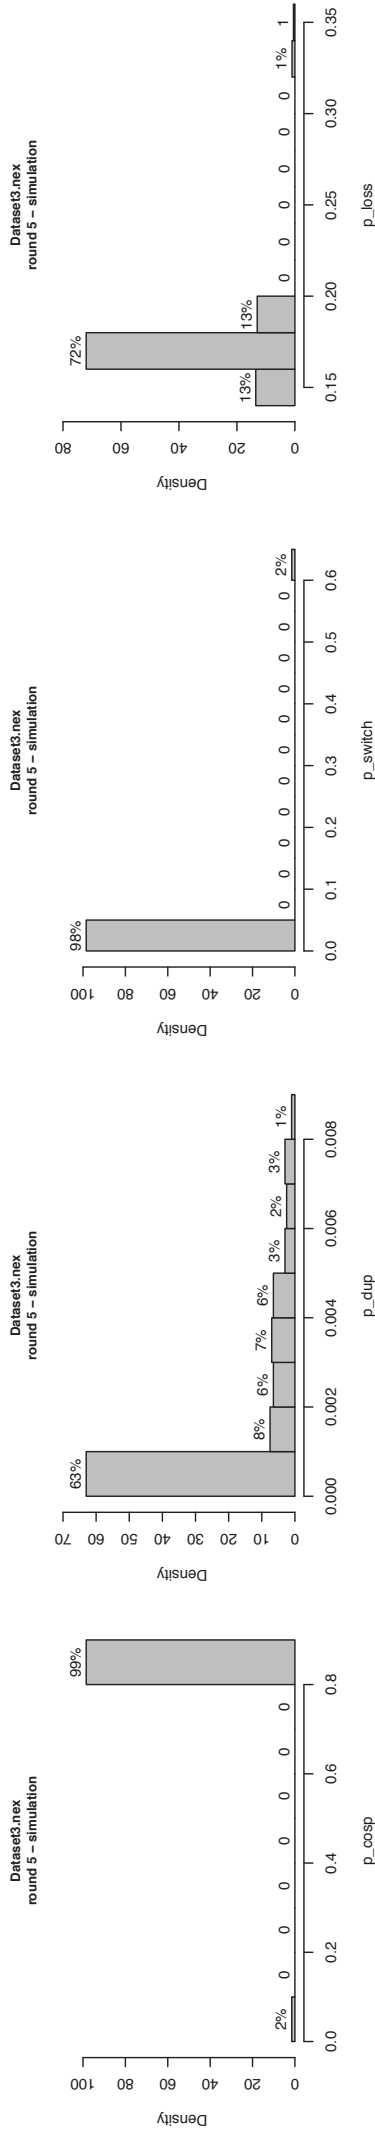 Dataset3.nex
round 5 – simulation
Density
0 20 40 60 80 100
2% 0 0 0 0 0 0 0 99%
0.0 0.2 0.4 0.6 0.8
p_cosp
Dataset3.nex
round 5 – simulation
Density
0 10 20 30 40 50 60 70
63% 8% 6% 7% 6% 3% 2% 3% 1%
0.000 0.002 0.004 0.006 0.008
p_dup
Dataset3.nex
round 5 – simulation
Density
0 20 40 60 80 100
98% 0 0 0 0 0 0 0 0 0 0 0 2%
0.0 0.1 0.2 0.3 0.4 0.5 0.6
p_switch
Dataset3.nex
round 5 – simulation
Density
0 20 40 60 80
13% 72% 13% 0 0 0 0 0 0 1% 1
0.15 0.20 0.25 0.30 0.35
p_loss